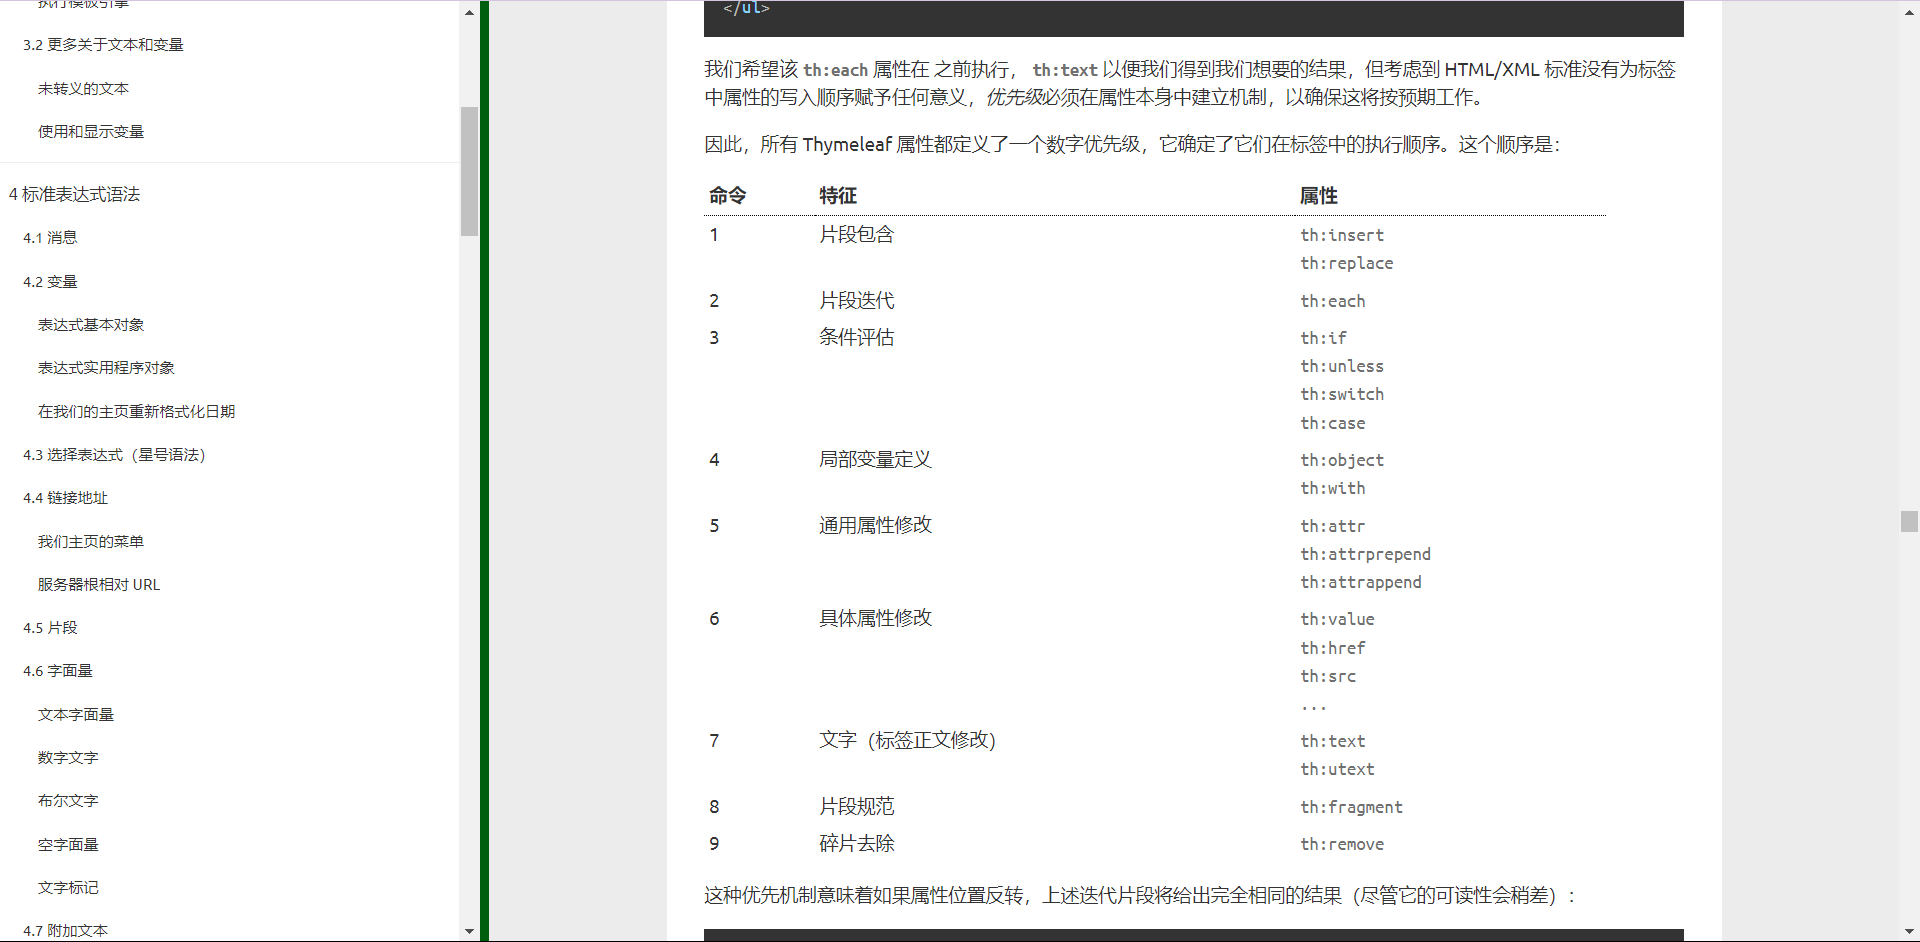 执行模板引擎
3.2 更多关于文本和变量
未转义的文本
使用和显示变量
4 标准表达式语法
4.1 消息
4.2 变量
表达式基本对象
表达式实用程序对象
在我们的主页重新格式化日期
4.3 选择表达式（星号语法）
4.4 链接地址
我们主页的菜单
服务器根相对 URL
4.5 片段
4.6 字面量
文本字面量
数字文字
布尔文字
空字面量
文字标记
4.7 附加文本
</ul>
我们希望该 th:each 属性在 之前执行， th:text 以便我们得到我们想要的结果，但考虑到 HTML/XML 标准没有为标签
中属性的写入顺序赋予任何意义，优先级必须在属性本身中建立机制，以确保这将按预期工作。
因此，所有 Thymeleaf 属性都定义了一个数字优先级，它确定了它们在标签中的执行顺序。这个顺序是：
命令 特征 属性
1 片段包含 th:insert
th:replace
2 片段迭代 th:each
3 条件评估 th:if
th:unless
th:switch
th:case
4 局部变量定义 th:object
th:with
5 通用属性修改 th:attr
th:attrprepend
th:attrappend
6 具体属性修改 th:value
th:href
th:src
...
7 文字（标签正文修改） th:text
th:utext
8 片段规范 th:fragment
9 碎片去除 th:remove
这种优先机制意味着如果属性位置反转，上述迭代片段将给出完全相同的结果（尽管它的可读性会稍差）：